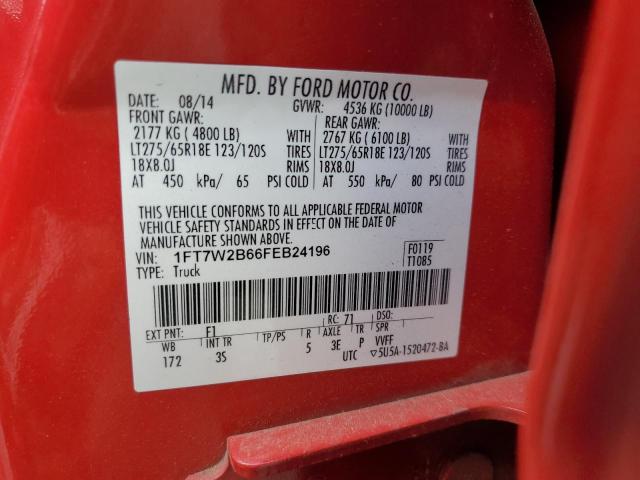 MFD. BY FORD MOTOR CO.
DATE: 08/14 GVWR: 4536 KG (10000 LB)
FRONT GAWR: REAR GAWR:
2177 KG ( 4800 LB) WITH 2767 KG ( 6100 LB) WITH
LT275/65R18E 123/120S TIRES LT275/65R18E 123/120S TIRES
18X8.0J RIMS 18X8.0J RIMS
AT 450 kPa/ 65 PSI COLD AT 550 kPa/ 80 PSI COLD
THIS VEHICLE CONFORMS TO ALL APPLICABLE FEDERAL MOTOR
VEHICLE SAFETY STANDARDS IN EFFECT ON THE DATE OF
MANUFACTURE SHOWN ABOVE.
VIN: 1FT7W2B66FEB24196 F0119
TYPE: Truck T1085
EXT PNT: F1 RC: 71 DSO:
WB INT TR TP/PS R AXLE TR SPR
172 3S 5 3E P VVFF
UTC ▽5U5A-1520472-BA